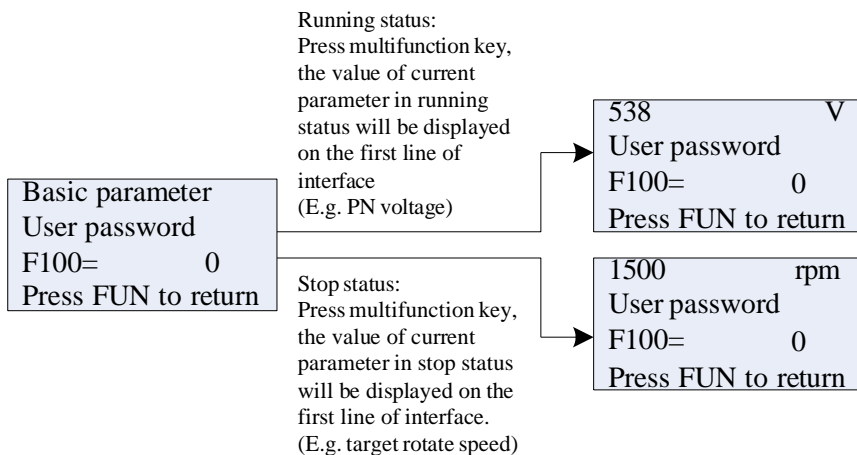 Running status:
Press multifunction key,
the value of current
parameter in running
status will be displayed
on the first line of
interface
(E.g. PN voltage)
Basic parameter
User password
F100= 0
Press FUN to return
538 V
User password
F100= 0
Press FUN to return
Stop status:
Press multifunction key,
the value of current
parameter in stop status
will be displayed on the
first line of interface.
(E.g. target rotate speed)
1500 rpm
User password
F100= 0
Press FUN to return